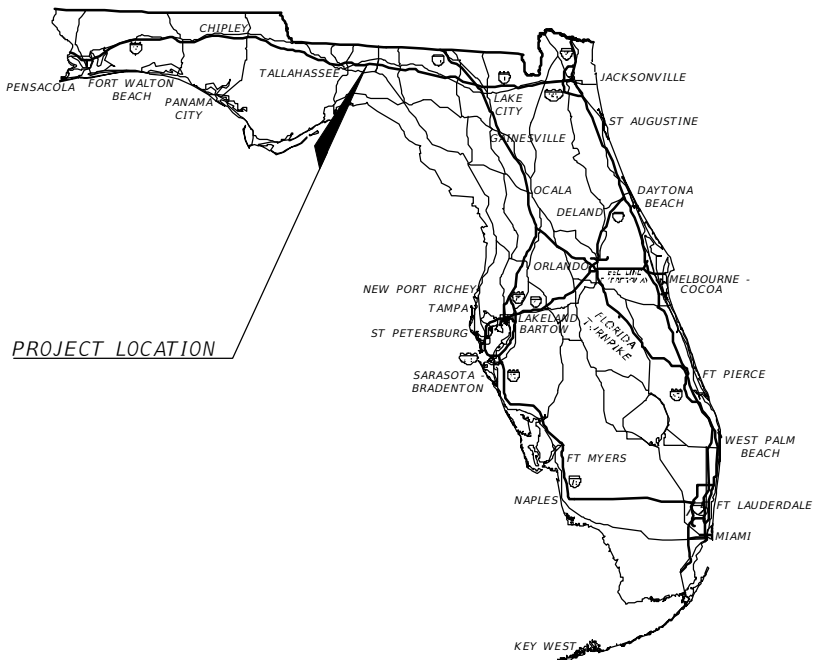 CHIPLEY
PENSACOLA
FORT WALTON
BEACH
PANAMA
CITY
TALLAHASSEE
JACKSONVILLE
LAKE
CITY
ST AUGUSTINE
GAINESVILLE
OCALA
DAYTONA
BEACH
DELAND
ORLANDO
MELBOURNE -
COCOA
NEW PORT RICHEY
TAMPA
LAKELAND
BARTOW
ST PETERSBURG
FLORIDA
TURNPIKE
PROJECT LOCATION
SARASOTA -
BRADENTON
FT PIERCE
WEST PALM
BEACH
FT MYERS
NAPLES
FT LAUDERDALE
MIAMI
KEY WEST